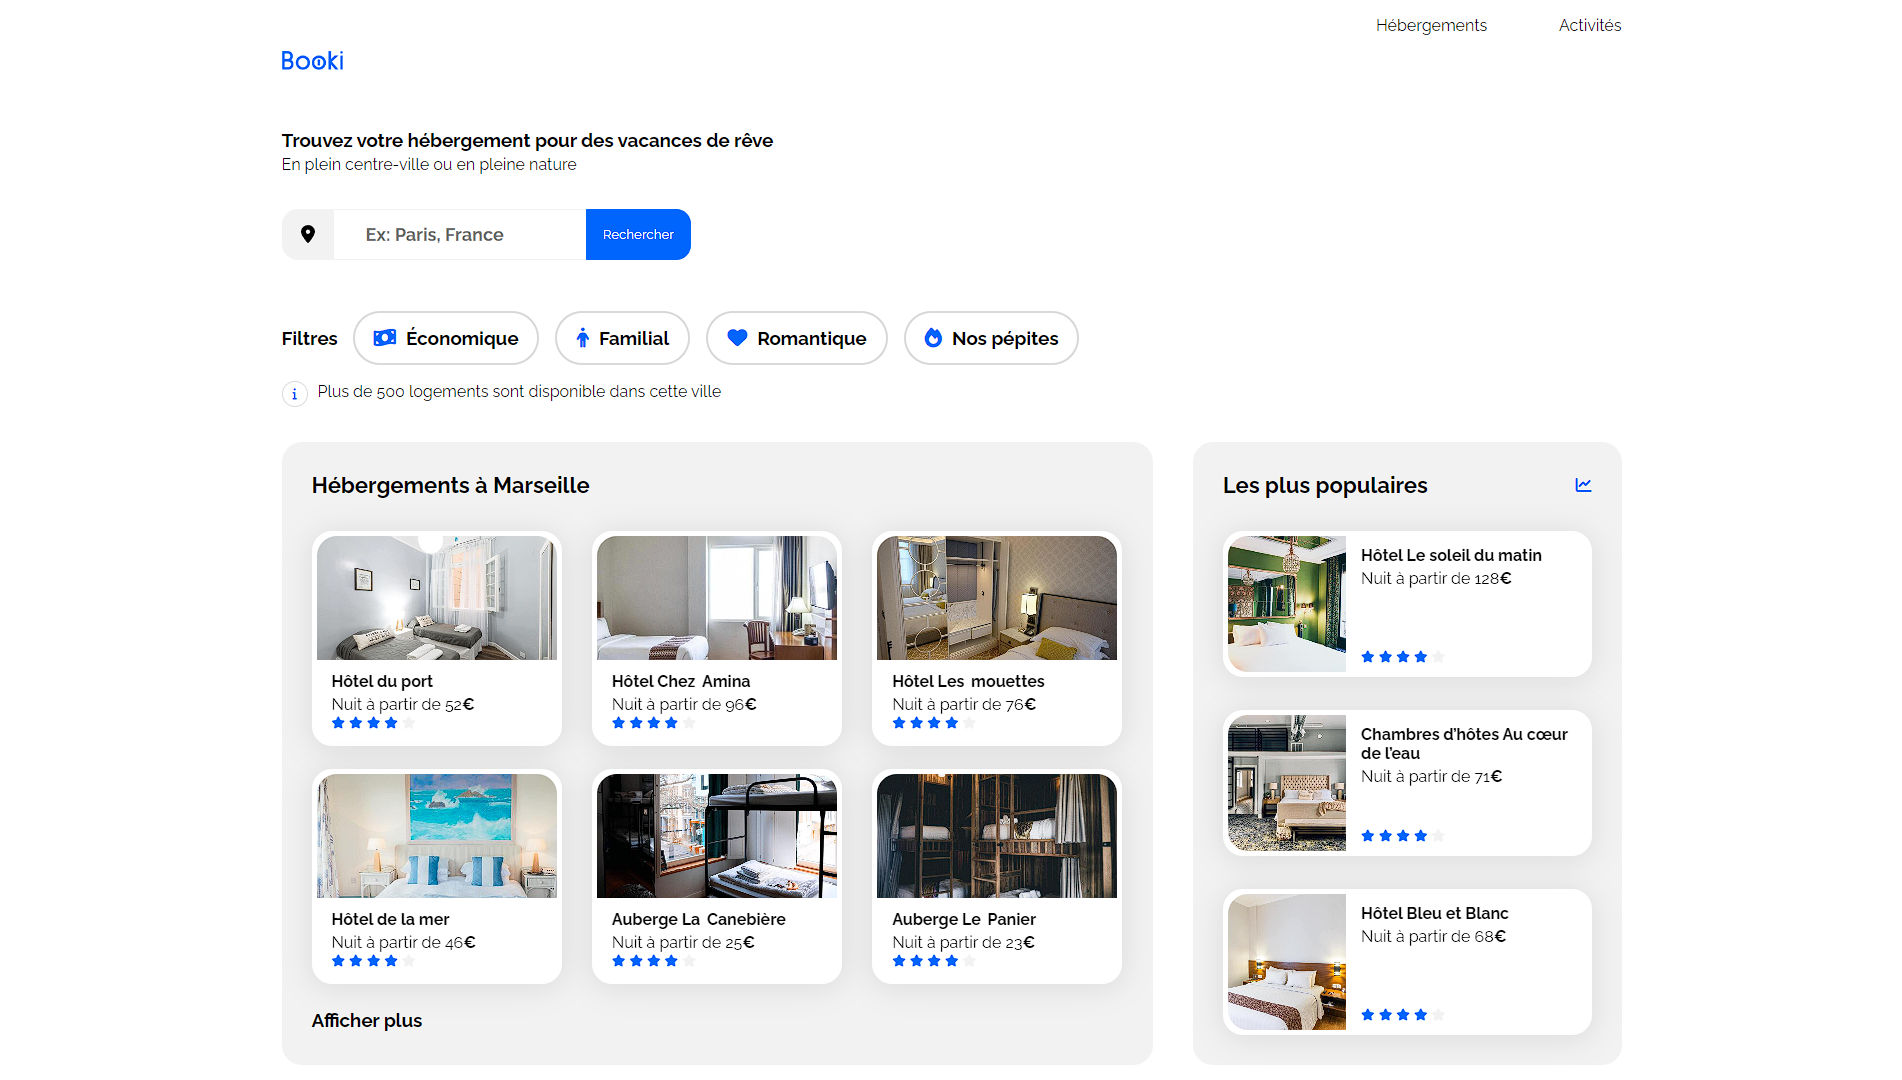 Hébergements
Activités
Booki
Trouvez votre hébergement pour des vacances de rêve
En plein centre-ville ou en pleine nature
Ex: Paris, France
Rechercher
Filtres
Économique
Familial
Romantique
Nos pépites
i
Plus de 500 logements sont disponible dans cette ville
Hébergements à Marseille
Hôtel du port
Nuit à partir de 52€
Hôtel Chez Amina
Nuit à partir de 96€
Hôtel Les mouettes
Nuit à partir de 76€
Hôtel de la mer
Nuit à partir de 46€
Auberge La Canebière
Nuit à partir de 25€
Auberge Le Panier
Nuit à partir de 23€
Afficher plus
Les plus populaires
Hôtel Le soleil du matin
Nuit à partir de 128€
Chambres d’hôtes Au cœur
de l’eau
Nuit à partir de 71€
Hôtel Bleu et Blanc
Nuit à partir de 68€